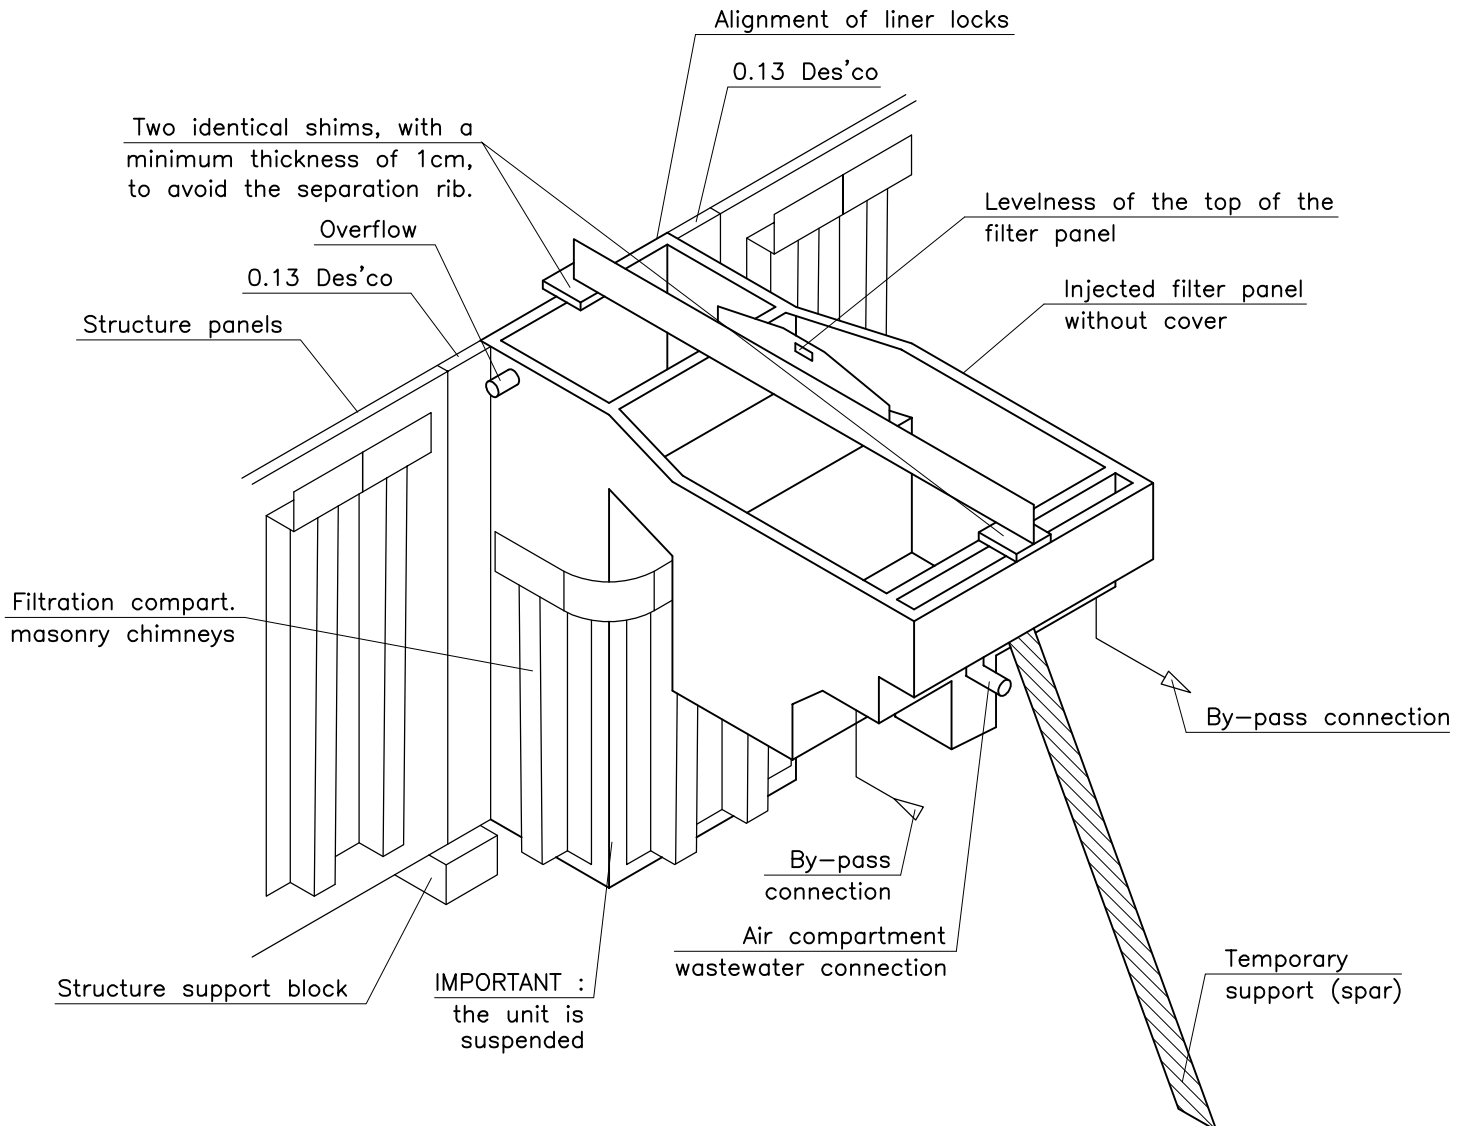 Alignment of liner locks
0.13 Des'co
Two identical shims, with a
minimum thickness of 1cm,
to avoid the separation rib.
Levelness of the top of the
filter panel
Overflow
0.13 Des'co
Injected filter panel
without cover
Structure panels
Filtration compart.
masonry chimneys
By-pass connection
By-pass
connection
Air compartment
wastewater connection
Temporary
support (spar)
Structure support block
IMPORTANT :
the unit is
suspended